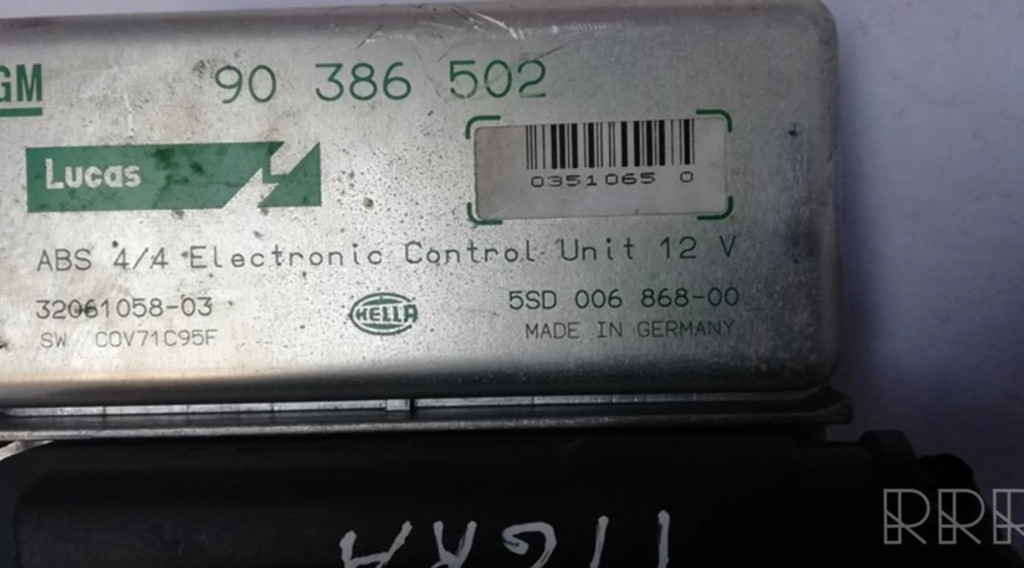 GM 90 386 502
Lucas
0351065 0
ABS 4/4 Electronic Control Unit 12 V
32061058-03 HELLA 5SD 006 868-00
SW COV71C95F MADE IN GERMANY
TIGRA
RRR